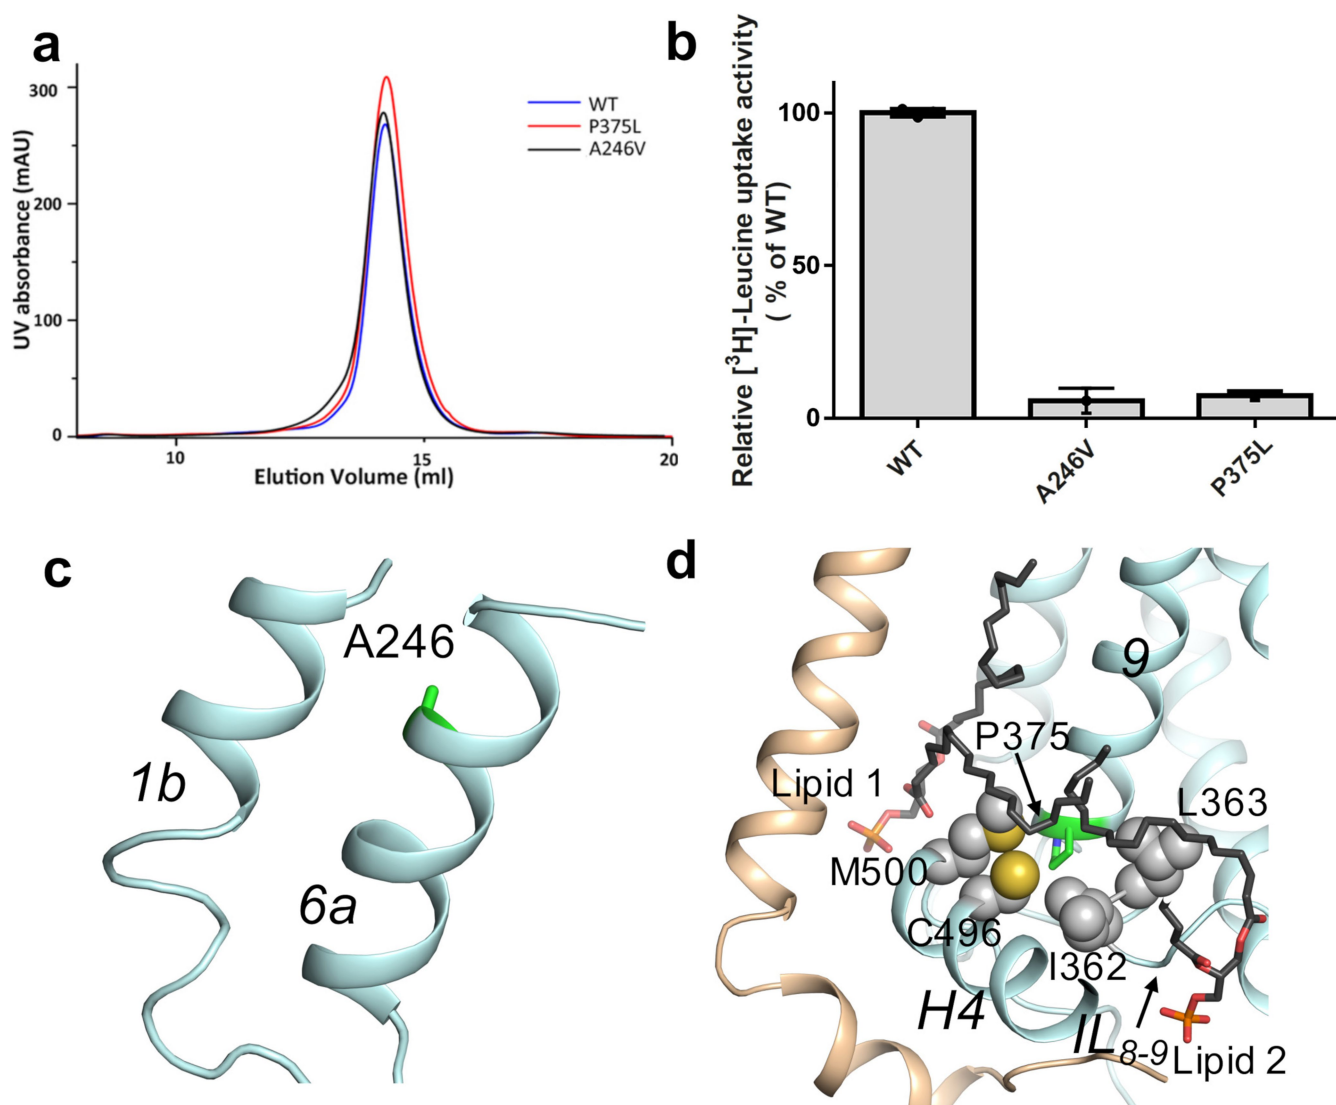 a
UV absorbance (mAU)
300
200
100
0
10
15
20
Elution Volume (ml)
WT
P375L
A246V
b
Relative [³H]-Leucine uptake activity
( % of WT)
100
50
0
WT
A246V
P375L
c
A246
1b
6a
d
9
P375
Lipid 1
L363
M500
C496
I362
H4
IL₈₋₉
Lipid 2